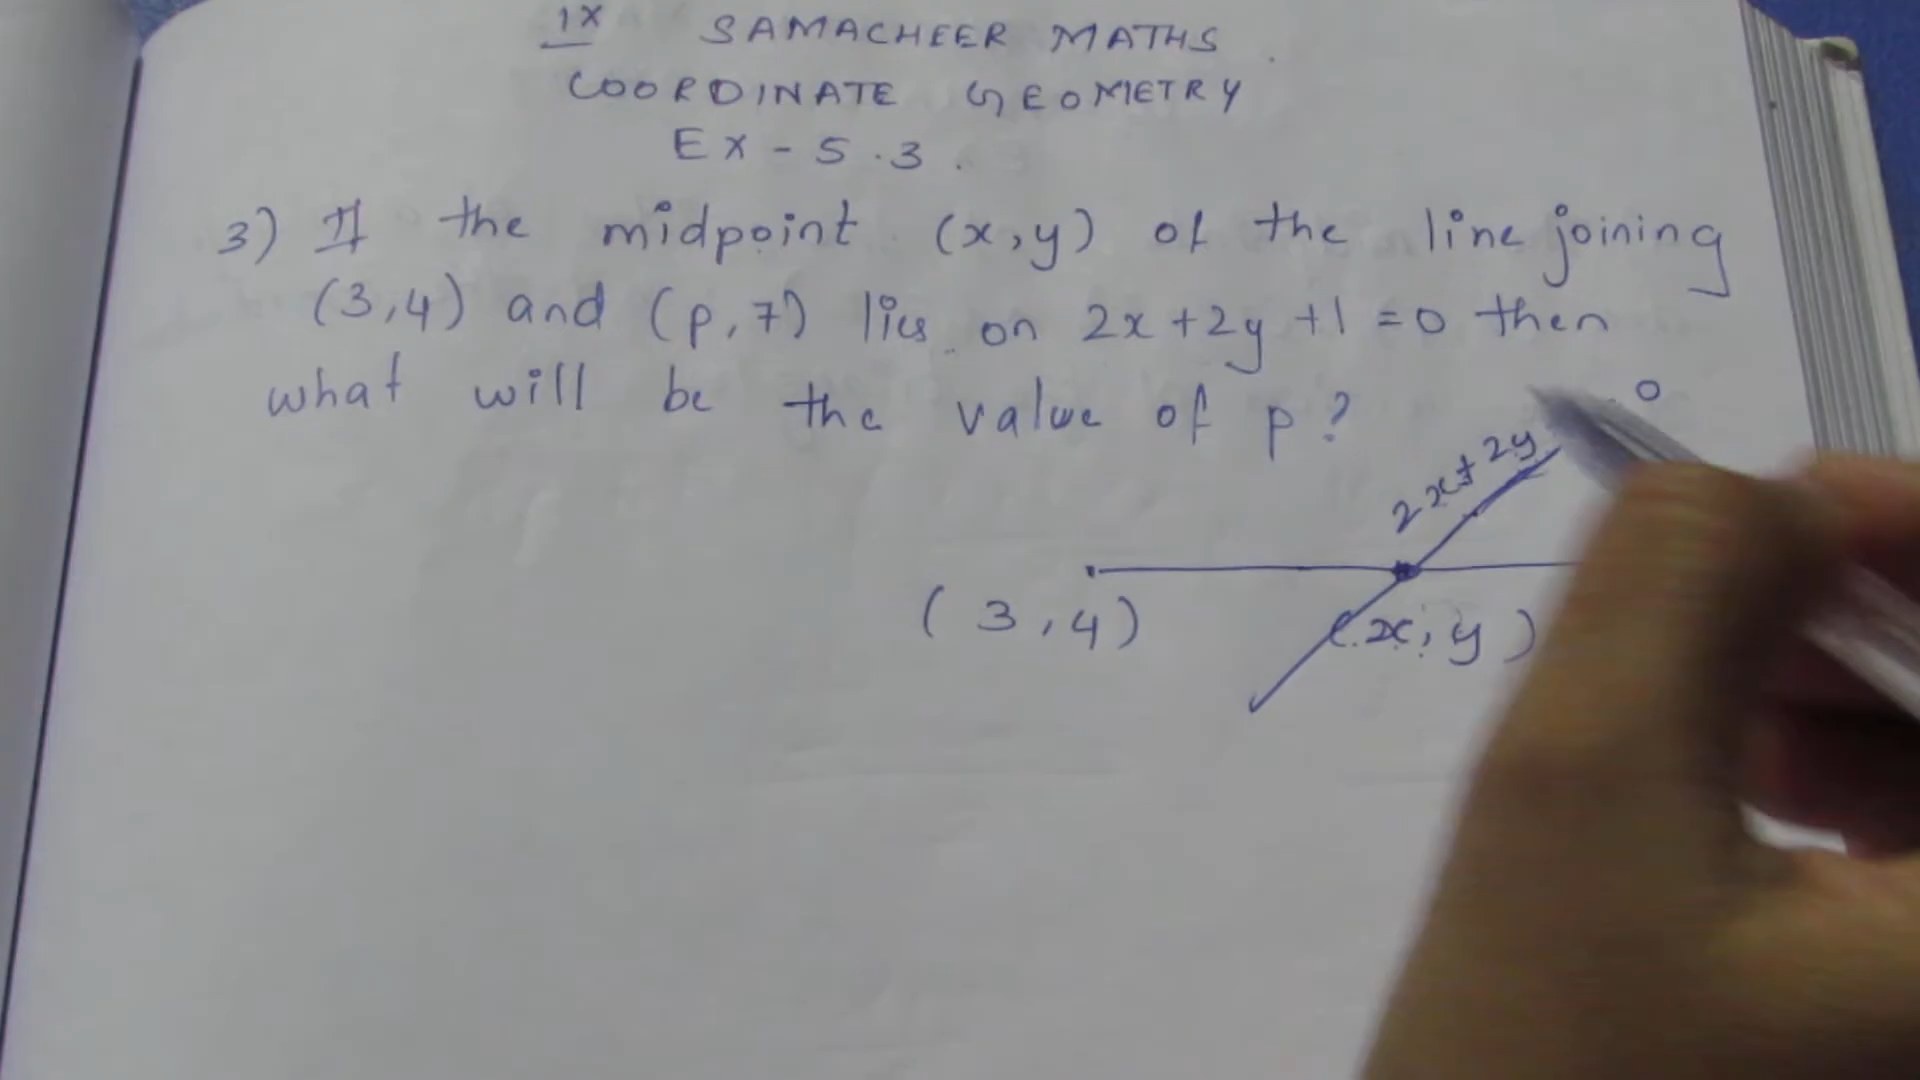 IX SAMACHEER MATHS
COORDINATE GEOMETRY
EX - 5.3.
3) If the midpoint (x,y) of the line joining
(3,4) and (p,7) lies on 2x+2y+1=0 then
what will be the value of p?
2x+2y 0
(3,4) (x,y)